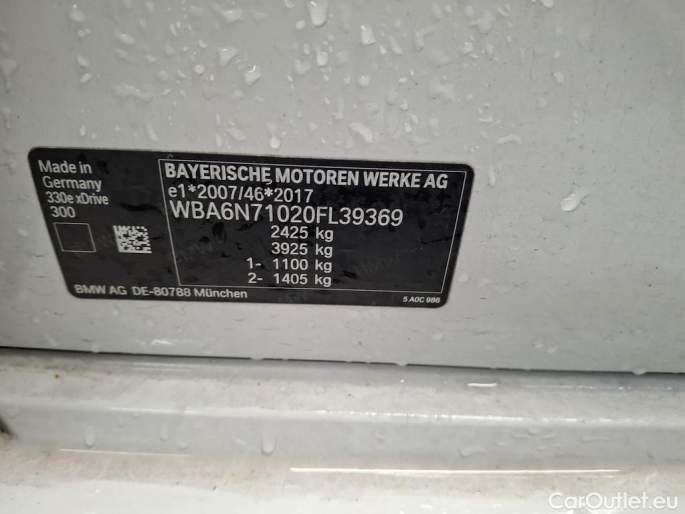 Made in
Germany
330e xDrive
300
BAYERISCHE MOTOREN WERKE AG
e1*2007/46*2017
WBA6N71020FL39369
2425 kg
3925 kg
1- 1100 kg
2- 1405 kg
BMW AG DE-80788 München
5 A0C 986
CarOutlet.eu